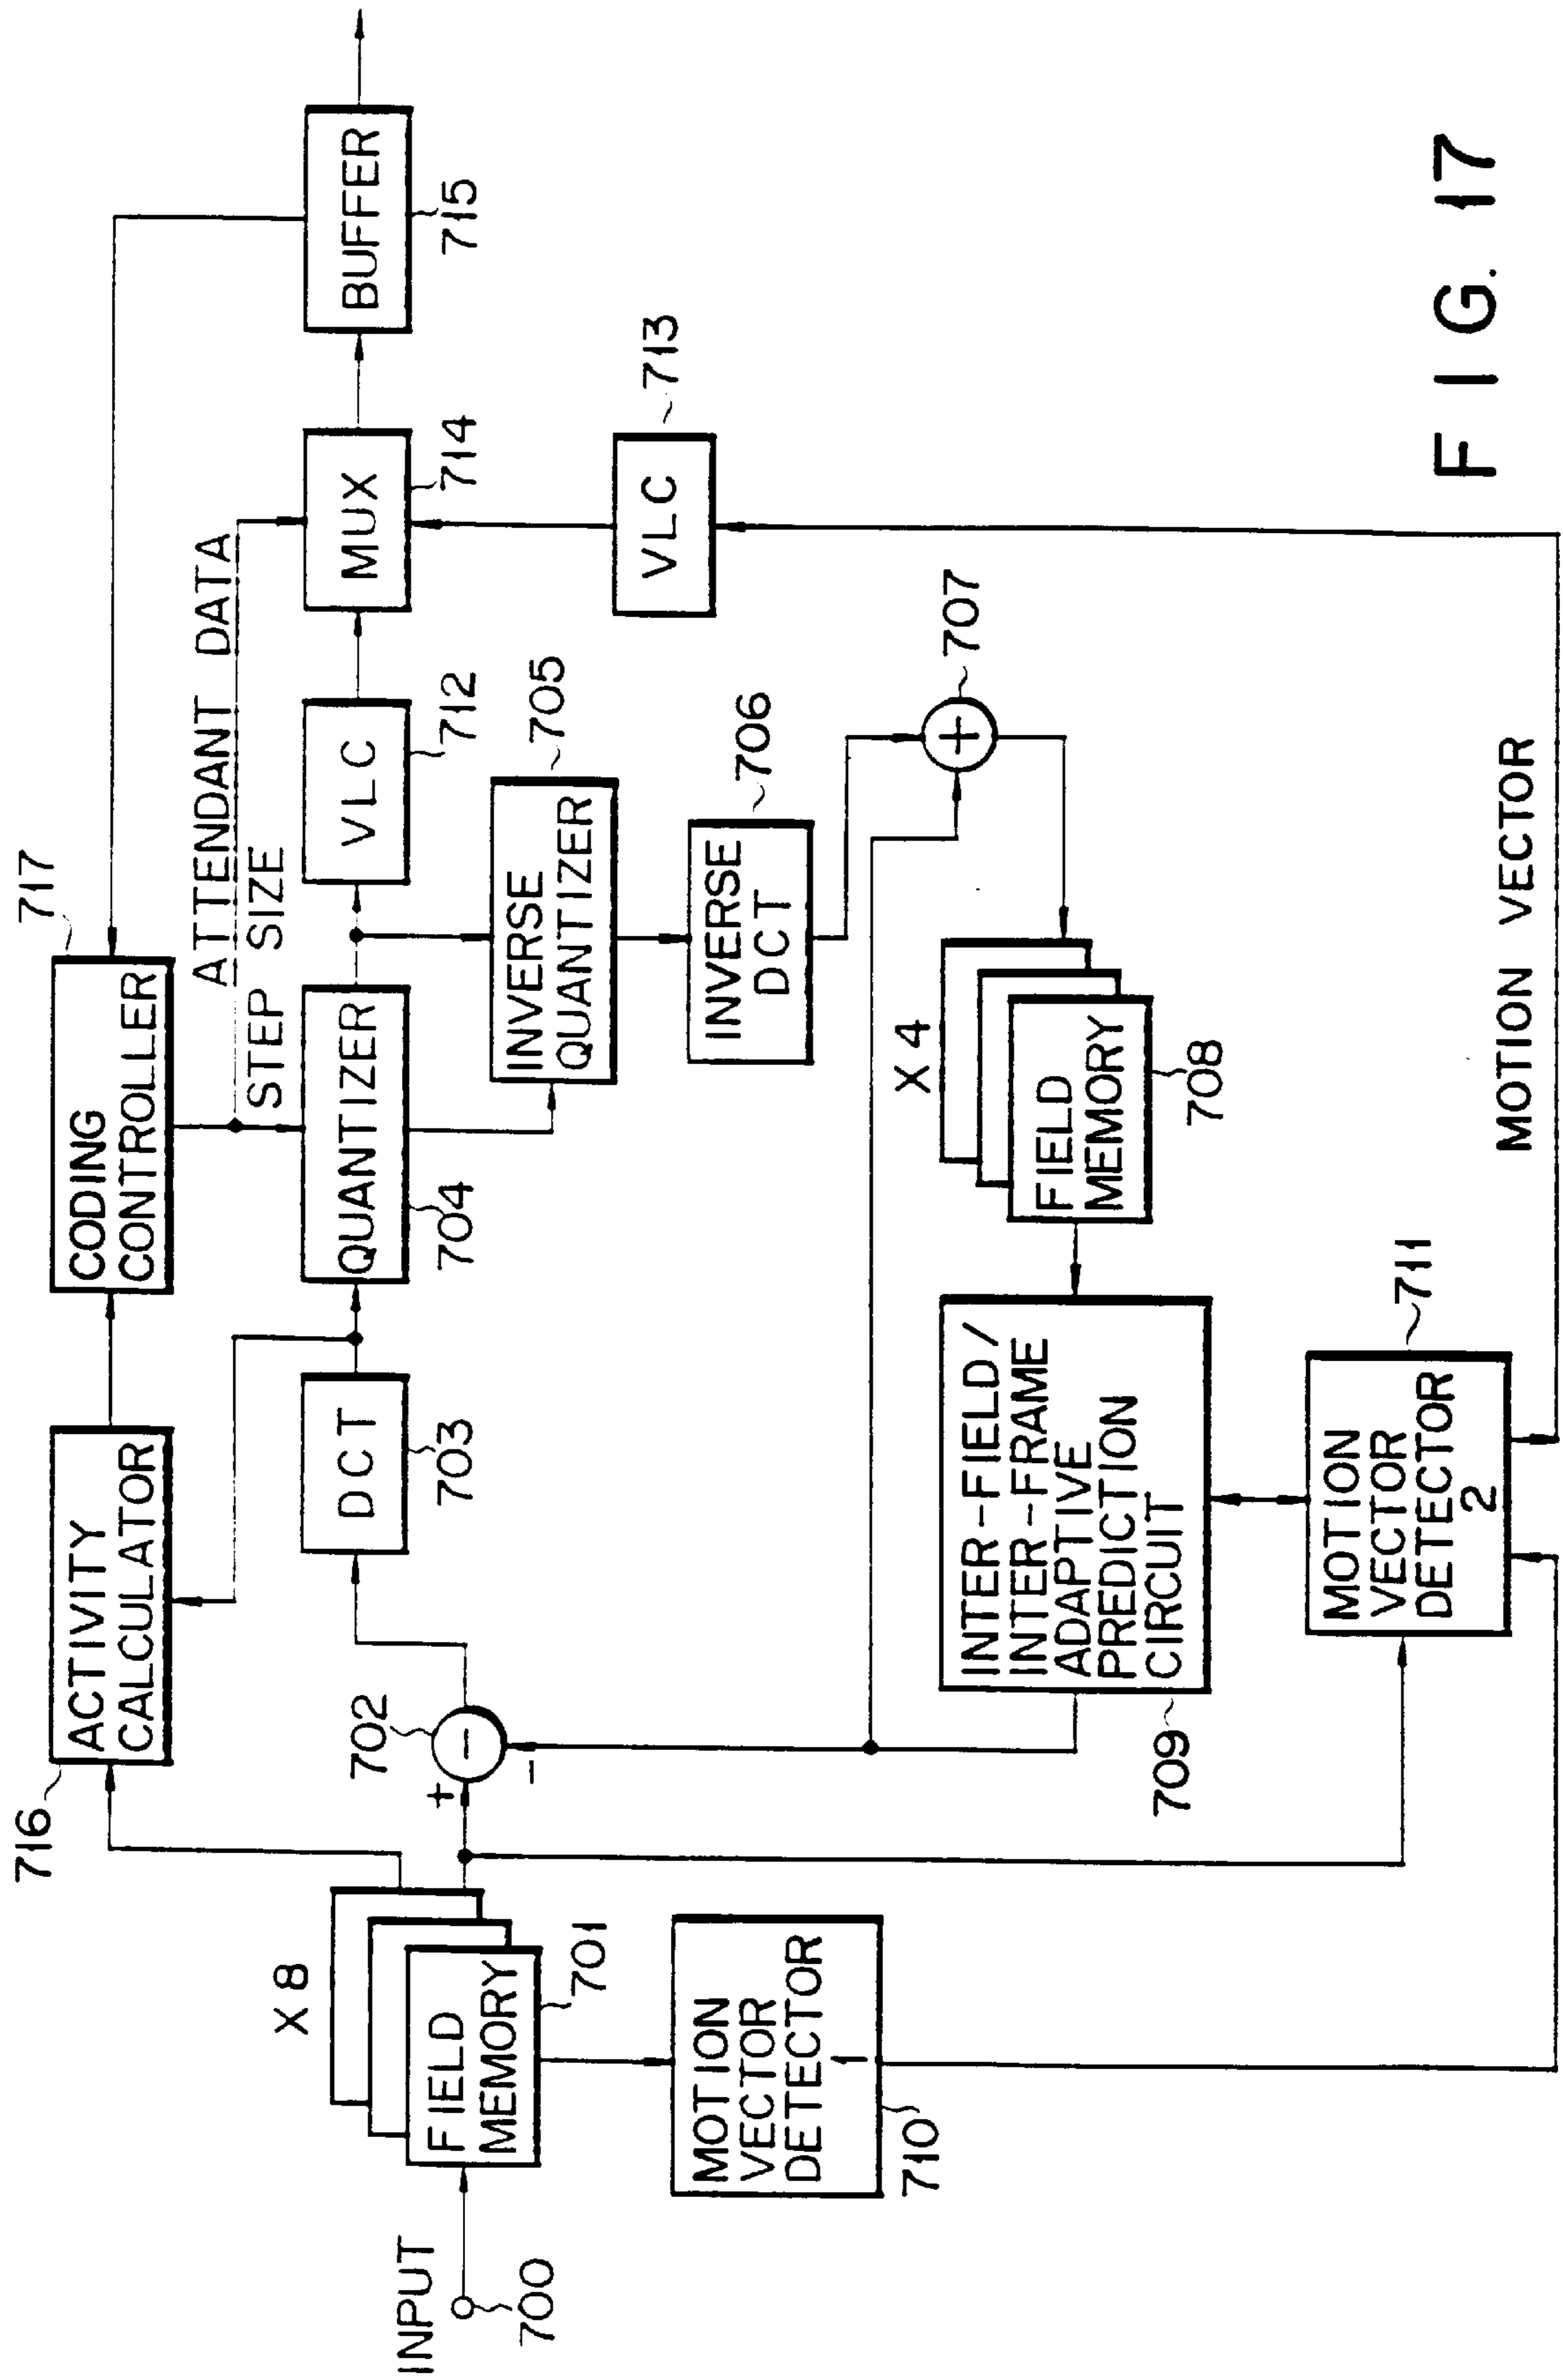 716
ACTIVITY
CALCULATOR
717
CODING
CONTROLLER
ATTENDANT DATA
STEP SIZE
INPUT
700
X 8
FIELD
MEMORY
701
702
+
-
-
DCT
703
QUANTIZER
704
VLC
712
MUX
714
BUFFER
715
INVERSE
QUANTIZER
705
INVERSE
DCT
706
VLC
713
+
707
MOTION
VECTOR
DETECTOR
1
710
X 4
FIELD
MEMORY
708
INTER-FIELD/
INTER-FRAME
ADAPTIVE
PREDICTION
CIRCUIT
709
MOTION
VECTOR
DETECTOR
2
711
MOTION VECTOR
FIG. 17